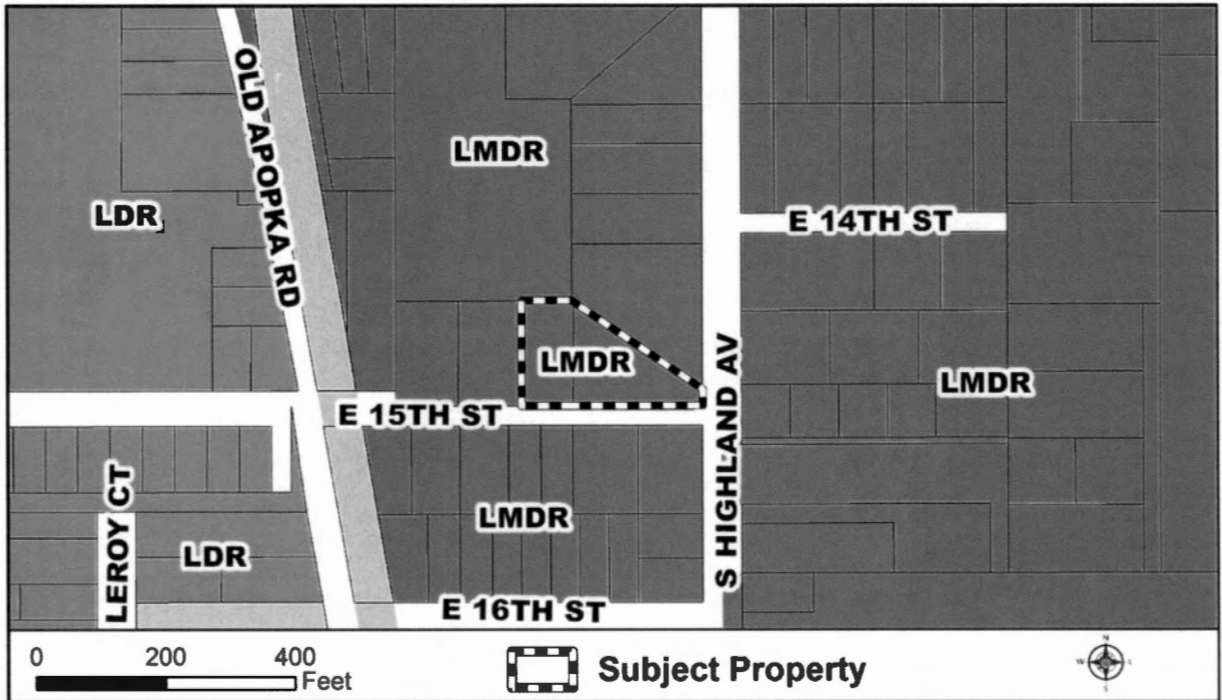 OLD APOPKA RD
LMDR
LDR
E 14TH ST
LMDR
S HIGHLAND AV
LMDR
E 15TH ST
LEROY CT
LMDR
LDR
E 16TH ST
0 200 400
Feet
Subject Property
N
W E
S